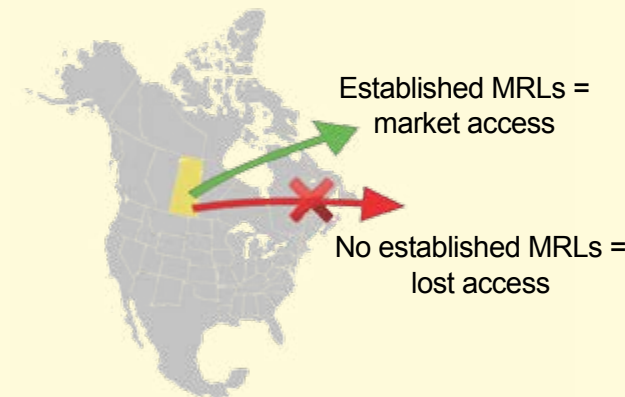 Established MRLs =
market access
No established MRLs =
lost access